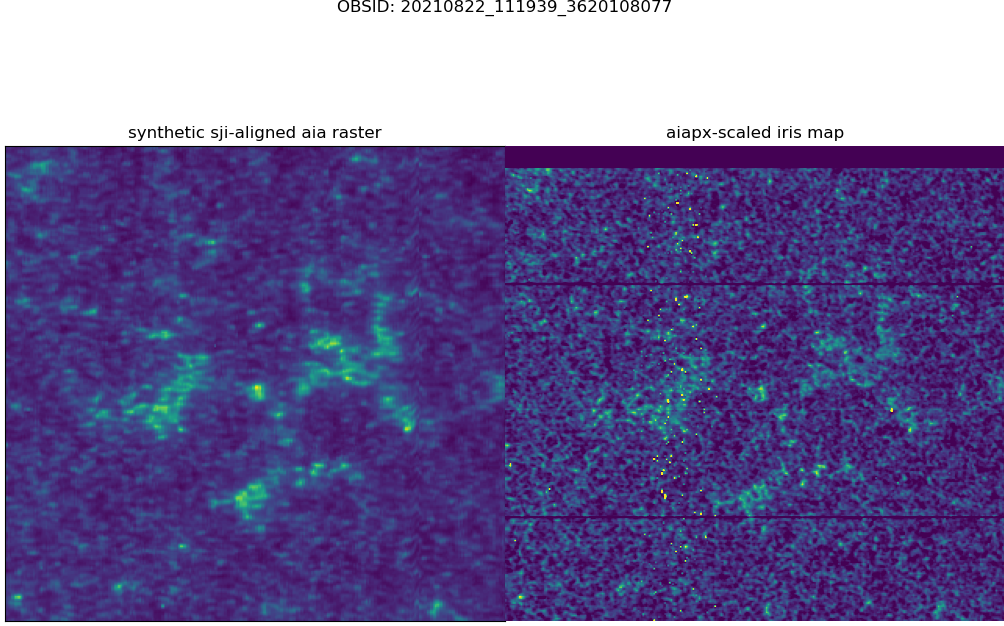 OBSID: 20210822_111939_3620108077
synthetic sji-aligned aia raster
aiapx-scaled iris map